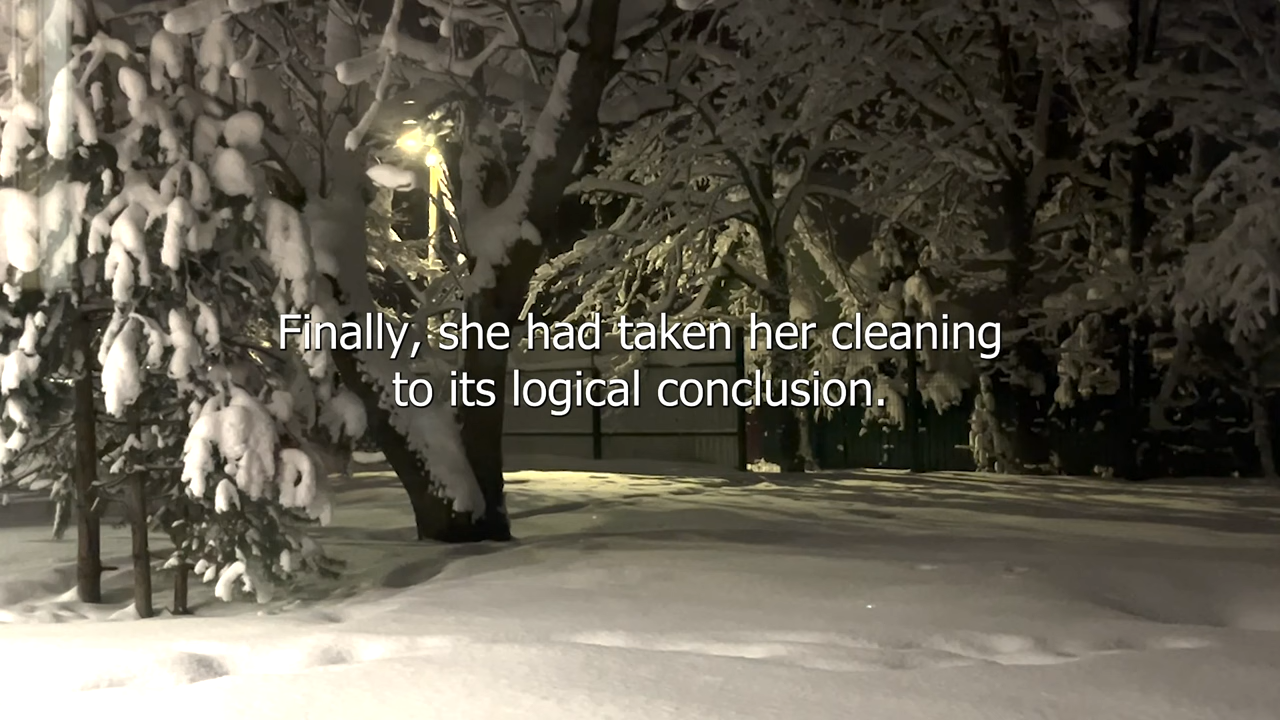 Finally, she had taken her cleaning
to its logical conclusion.